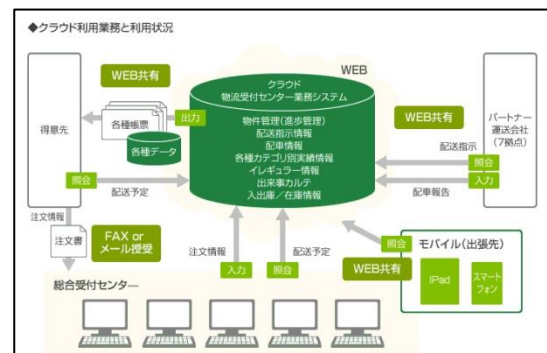 ◆クラウド利用業務と利用状況
WEB
クラウド
物流受付センター業務システム
物件管理(進歩管理)
配送指示情報
配車情報
各種カテゴリ別実績情報
イレギュラー情報
出来事カルテ
入出庫/在庫情報
WEB共有
得意先
各種帳票
出力
各種データ
照会
配送予定
注文情報
注文書
FAX or
メール授受
WEB共有
配送指示
照会
入力
配車報告
パートナー
運送会社
(7拠点)
照会
モバイル(出張先)
WEB共有
iPad
スマート
フォン
注文情報
入力
照会
配送予定
総合受付センター